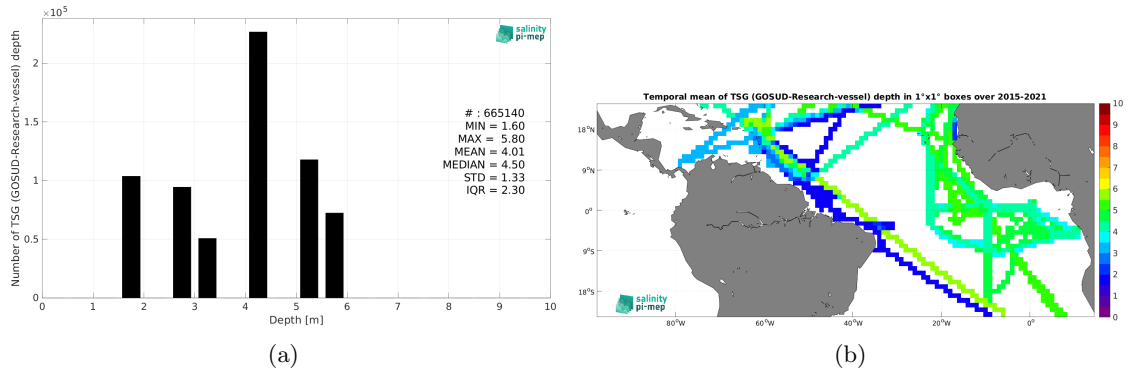 ×10⁵
salinity
pi-mep
Number of TSG (GOSUD-Research-vessel) depth
2
1.5
1
0.5
0
# : 665140
MIN = 1.60
MAX = 5.80
MEAN = 4.01
MEDIAN = 4.50
STD = 1.33
IQR = 2.30
0 1 2 3 4 5 6 7 8 9 10
Depth [m]
(a)
Temporal mean of TSG (GOSUD-Research-vessel) depth in 1°x1° boxes over 2015-2021
18°N
9°N
0°
9°S
18°S
80°W 60°W 40°W 20°W 0°
salinity
pi-mep
10
9
8
7
6
5
4
3
2
1
0
(b)